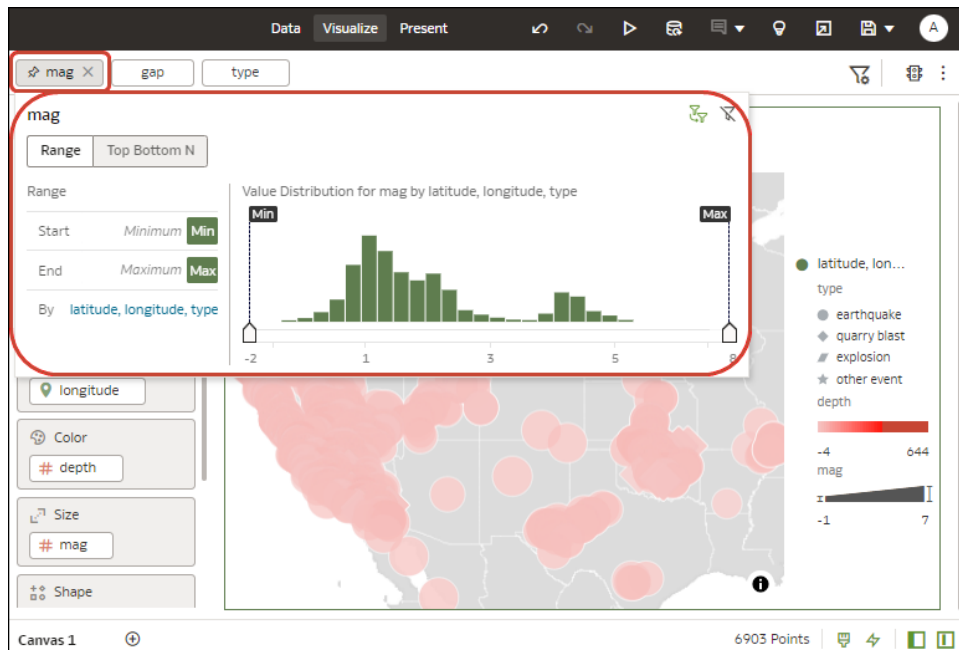 Data Visualize Present A
mag gap type
mag
Range Top Bottom N
Range
Start Minimum Min
End Maximum Max
By latitude, longitude, type
Value Distribution for mag by latitude, longitude, type
Min Max
-2 1 3 5 8
longitude
Color
# depth
Size
# mag
Shape
latitude, lon...
type
earthquake
quarry blast
explosion
other event
depth
-4 644
mag
-1 7
Canvas 1
6903 Points